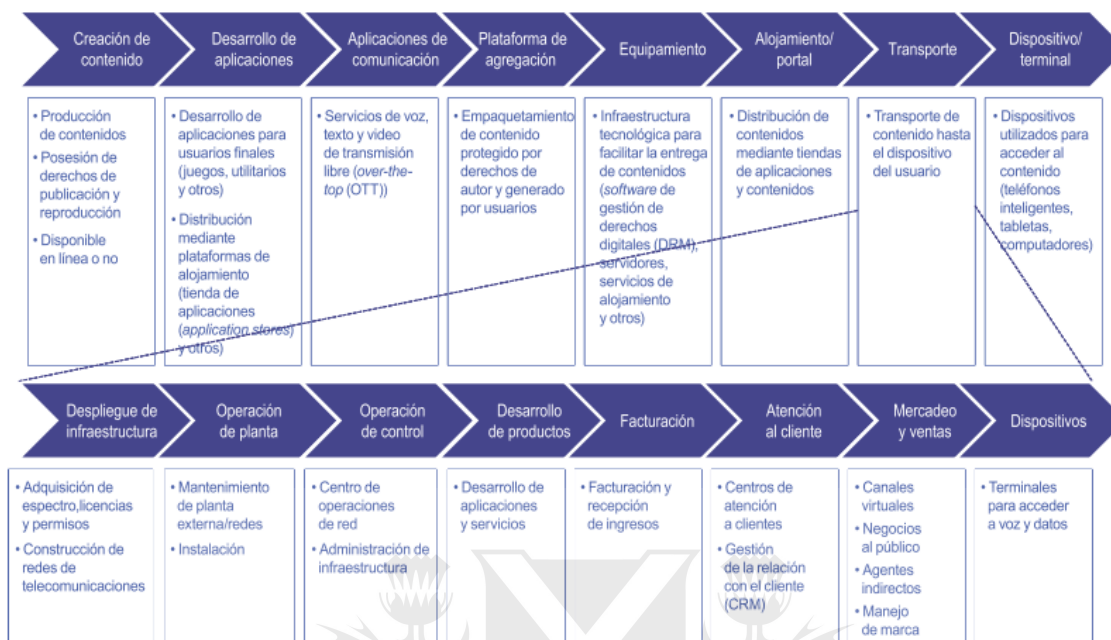 Creación de
contenido
Desarrollo de
aplicaciones
Aplicaciones de
comunicación
Plataforma de
agregación
Equipamiento
Alojamiento/
portal
Transporte
Dispositivo/
terminal
• Producción
de contenidos
• Posesión de
derechos de
publicación y
reproducción
• Disponible
en línea o no
• Desarrollo de
aplicaciones para
usuarios finales
(juegos, utilitarios
y otros)
• Distribución
mediante
plataformas de
alojamiento
(tienda de
aplicaciones
(application stores)
y otros)
• Servicios de voz,
texto y video
de transmisión
libre (over-the-
top (OTT))
• Empaquetamiento
de contenido
protegido por
derechos de
autor y generado
por usuarios
• Infraestructura
tecnológica para
facilitar la entrega
de contenidos
(software de
gestión de
derechos
digitales (DRM),
servidores,
servicios de
alojamiento
y otros)
• Distribución de
contenidos
mediante tiendas
de aplicaciones
y contenidos
• Transporte de
contenido hasta
el dispositivo
del usuario
• Dispositivos
utilizados para
acceder al
contenido
(teléfonos
inteligentes,
tabletas,
computadores)
Despliegue de
infraestructura
Operación
de planta
Operación
de control
Desarrollo
de productos
Facturación
Atención
al cliente
Mercadeo
y ventas
Dispositivos
• Adquisición de
espectro,licencias
y permisos
• Construcción de
redes de
telecomunicaciones
• Mantenimiento
de planta
externa/redes
• Instalación
• Centro de
operaciones
de red
• Administración de
infraestructura
• Desarrollo de
aplicaciones
y servicios
• Facturación y
recepción
de ingresos
• Centros de
atención
a clientes
• Gestión
de la relación
con el cliente
(CRM)
• Canales
virtuales
• Negocios
al público
• Agentes
indirectos
• Manejo
de marca
• Terminales
para acceder
a voz y datos